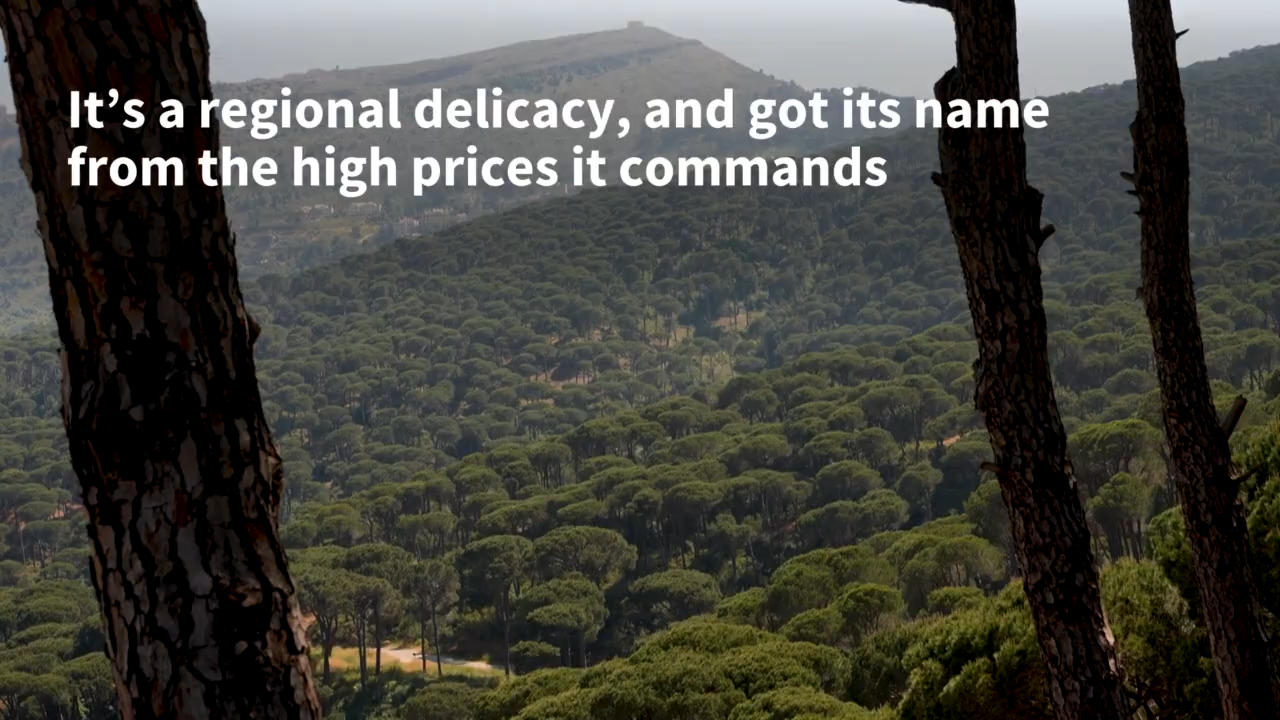 It’s a regional delicacy, and got its name
from the high prices it commands